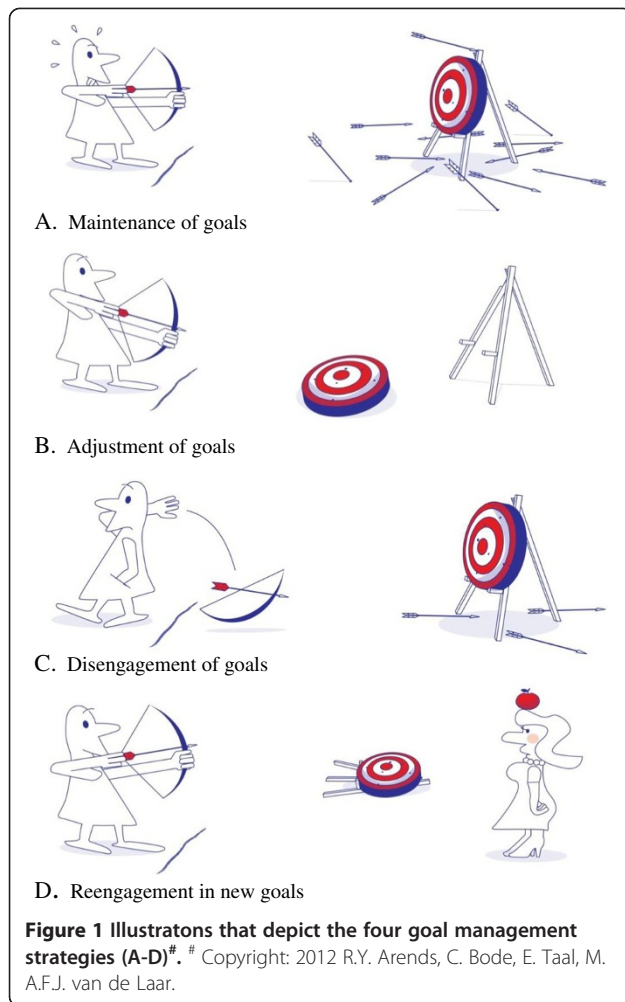 A. Maintenance of goals
B. Adjustment of goals
C. Disengagement of goals
D. Reengagement in new goals
Figure 1 Illustratons that depict the four goal management
strategies (A-D)#. # Copyright: 2012 R.Y. Arends, C. Bode, E. Taal, M.
A.F.J. van de Laar.